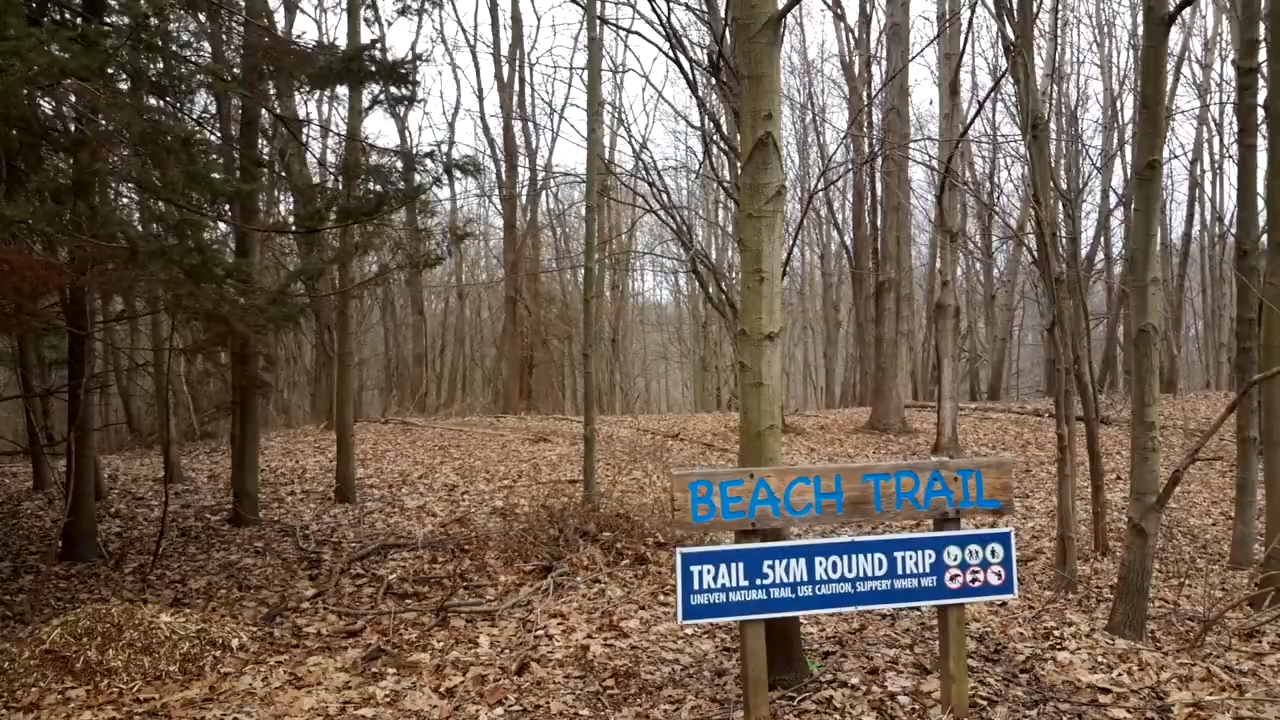 BEACH TRAIL
TRAIL .5KM ROUND TRIP
UNEVEN NATURAL TRAIL, USE CAUTION, SLIPPERY WHEN WET